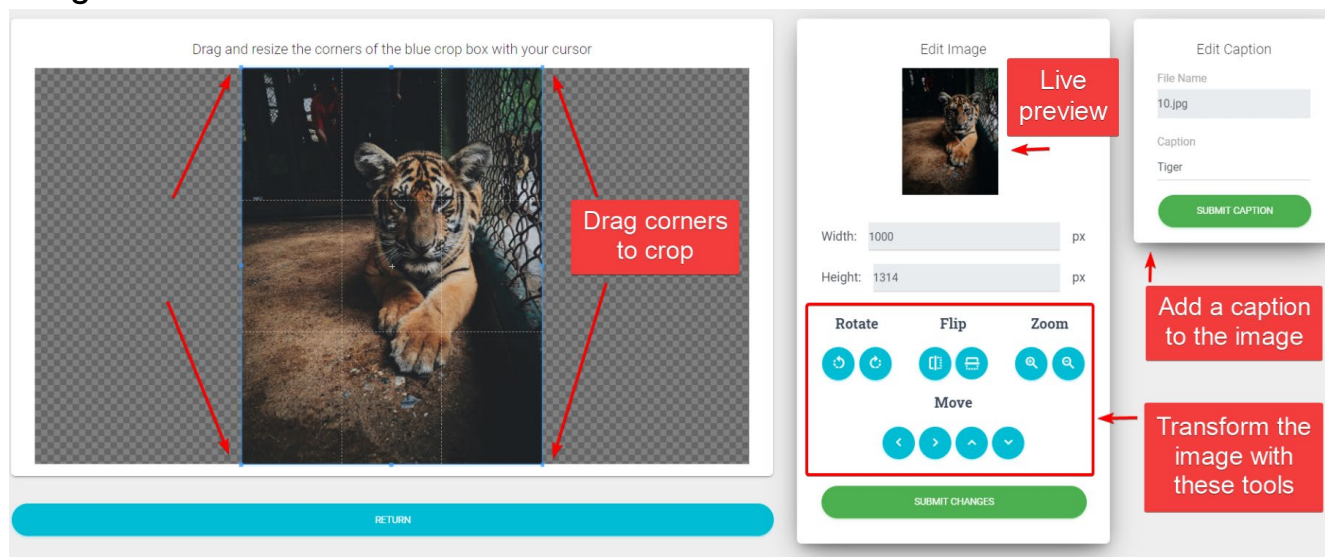 Drag and resize the corners of the blue crop box with your cursor
Drag corners
to crop
RETURN
Edit Image
Live
preview
Width: 1000 px
Height: 1314 px
Rotate Flip Zoom
Move
SUBMIT CHANGES
Edit Caption
File Name
10.jpg
Caption
Tiger
SUBMIT CAPTION
Add a caption
to the image
Transform the
image with
these tools